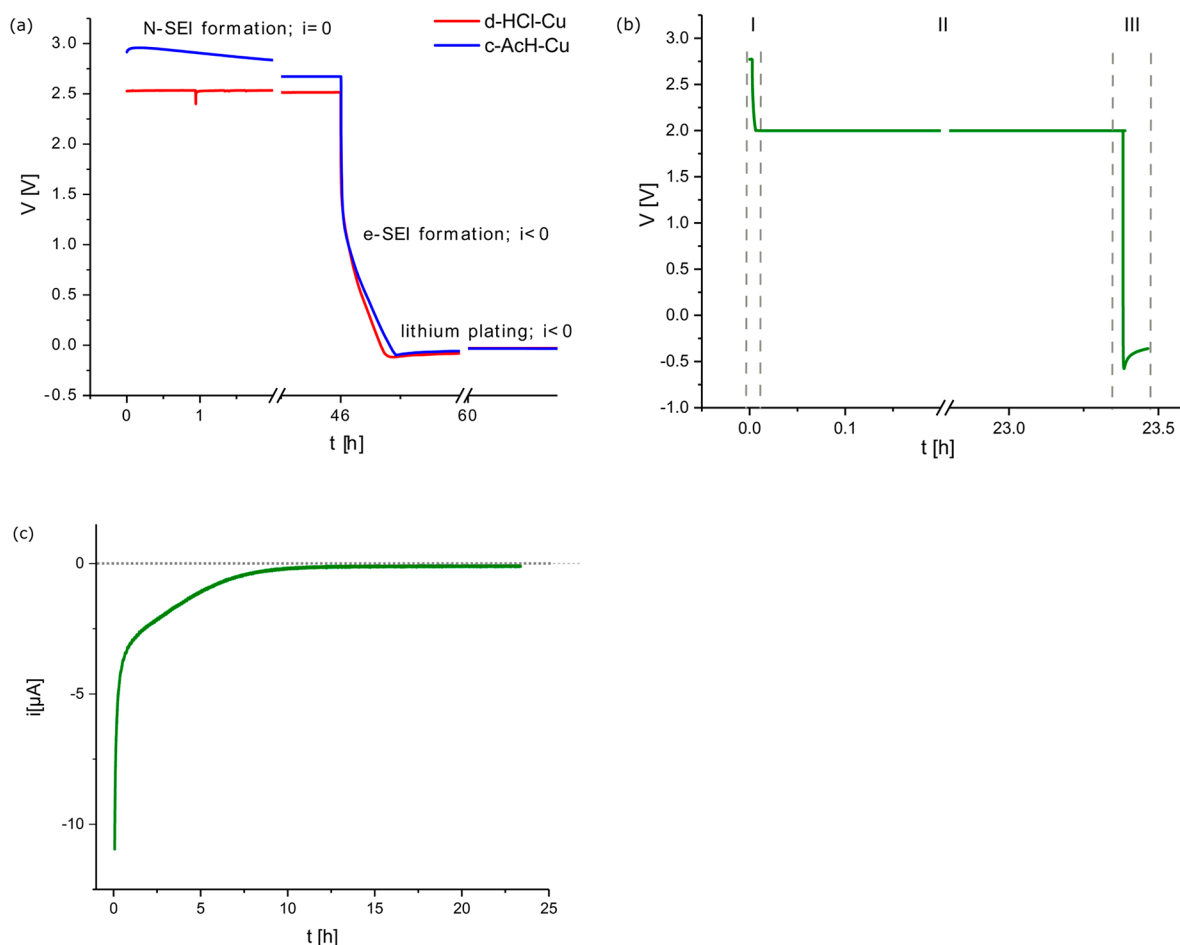 (a)
N-SEI formation; i=0
d-HCl-Cu
c-AcH-Cu
3.0
2.5
2.0
1.5
1.0
0.5
0.0
-0.5
V [V]
e-SEI formation; i<0
lithium plating; i<0
0
1
46
60
t [h]
(b)
I
II
III
3.0
2.5
2.0
1.5
1.0
0.5
0.0
-0.5
-1.0
V [V]
0.0
0.1
23.0
23.5
t [h]
(c)
0
-5
-10
i[µA]
0
5
10
15
20
25
t [h]